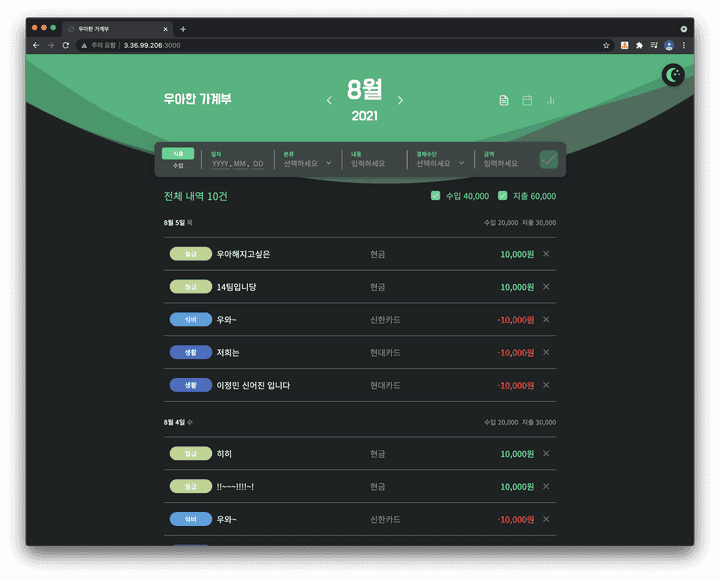 우아한 가계부
주의 요함 | 3.36.99.206:3000
우아한 가계부
8월
2021
지출
수입
일자
YYYY. MM. DD
분류
선택하세요
내용
입력하세요
결제수단
선택하세요
금액
입력하세요
전체 내역 10건
수입 40,000 지출 60,000
8월 5일 목 수입 20,000 지출 30,000
월급 우아해지고싶은 현금 10,000원
월급 14팀입니당 현금 10,000원
식비 우와~ 신한카드 -10,000원
생활 저희는 현대카드 -10,000원
생활 이정민 신어진 입니다 현대카드 -10,000원
8월 4일 수 수입 20,000 지출 30,000
월급 히히 현금 10,000원
월급 !!~~~!!!!~! 현금 10,000원
식비 우와~ 신한카드 -10,000원